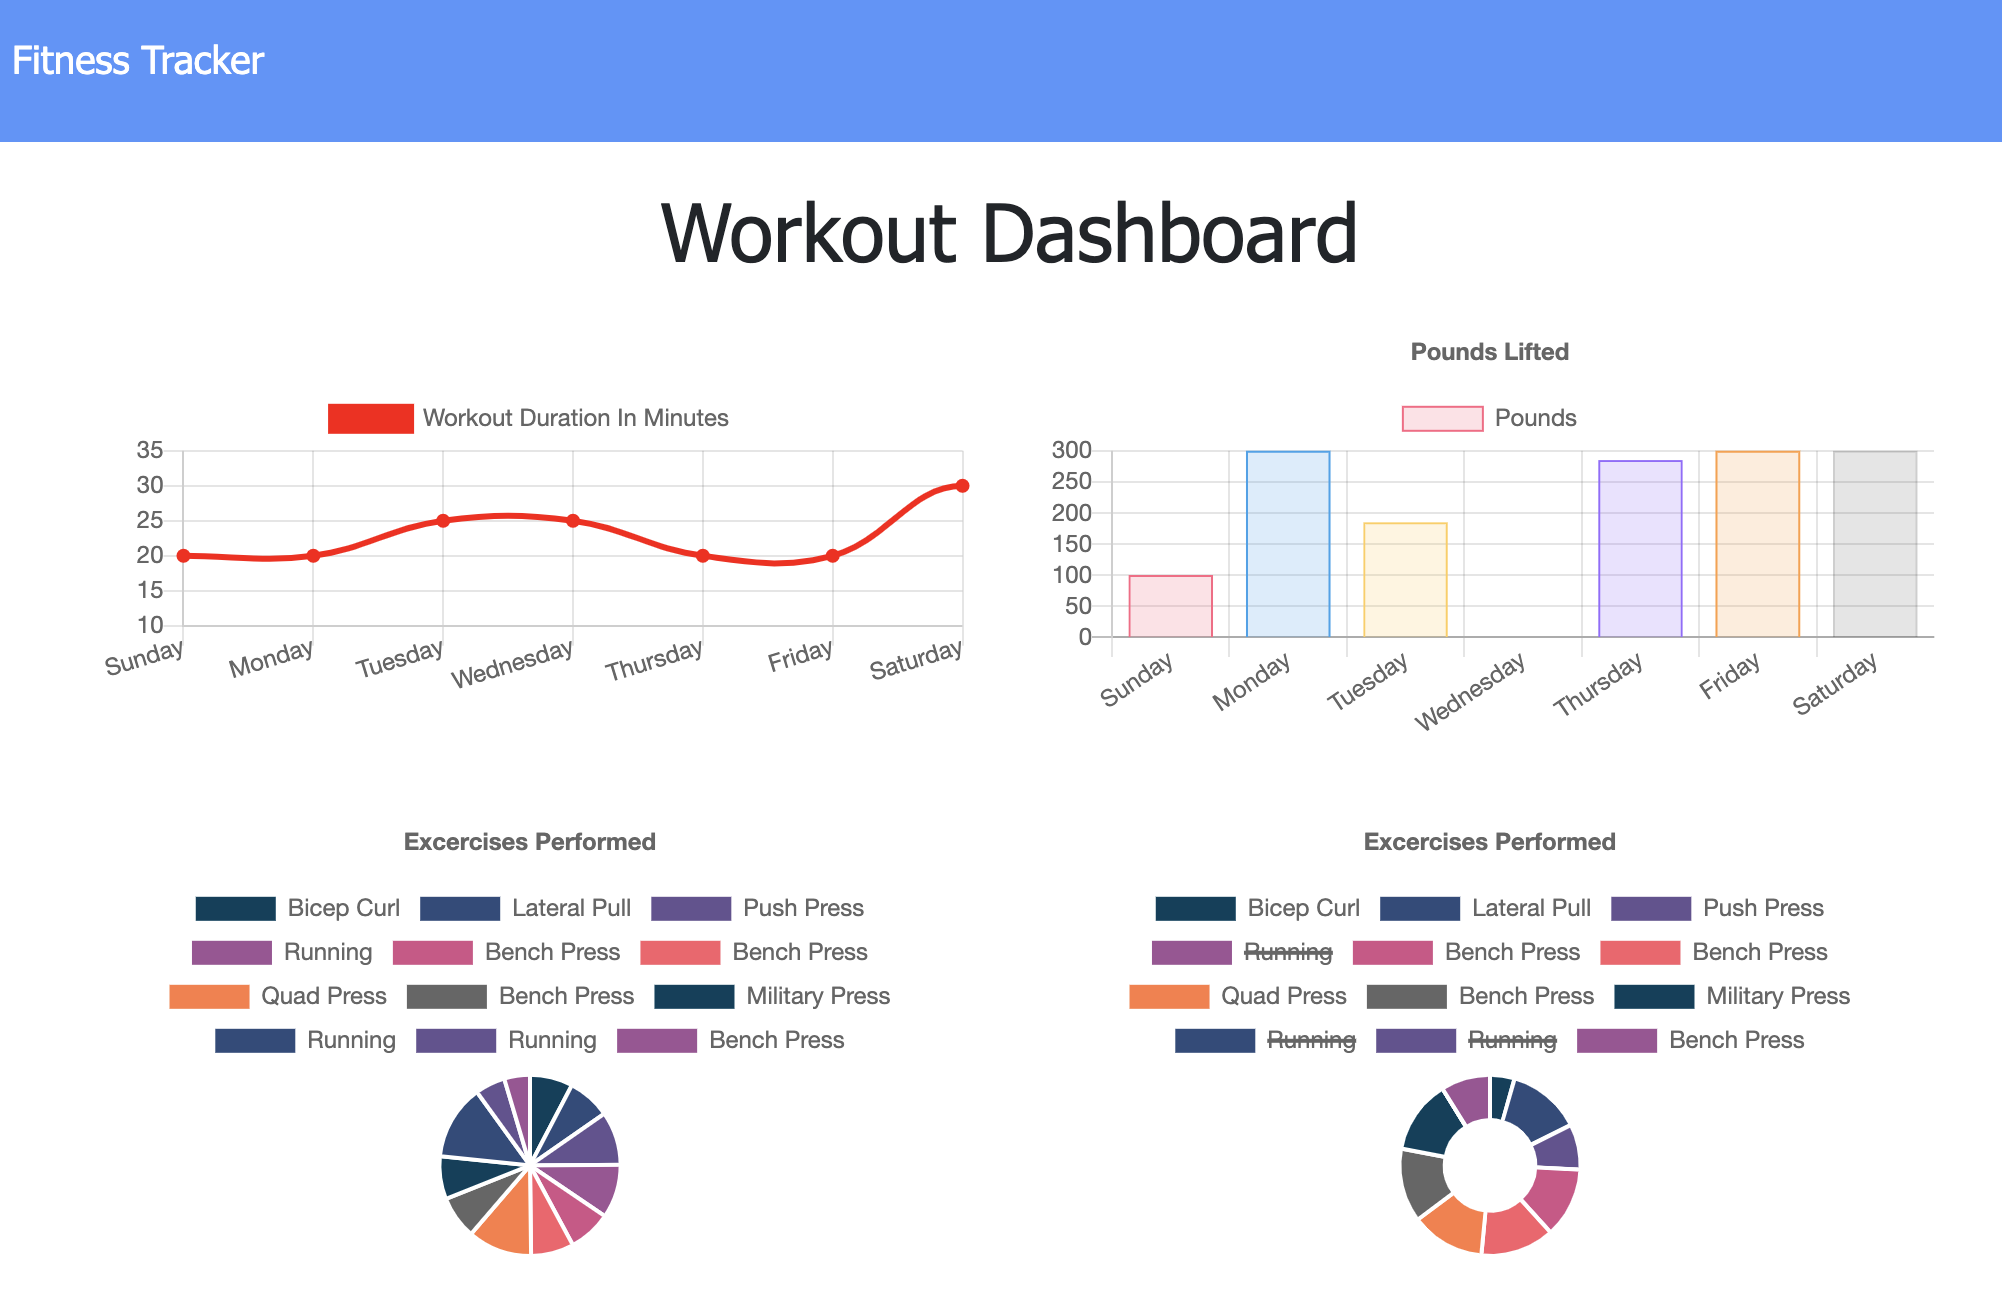 Fitness Tracker
Workout Dashboard
Workout Duration In Minutes
35
30
25
20
15
10
Sunday Monday Tuesday Wednesday Thursday Friday Saturday
Pounds Lifted
Pounds
300
250
200
150
100
50
0
Sunday Monday Tuesday Wednesday Thursday Friday Saturday
Excercises Performed
Bicep Curl Lateral Pull Push Press
Running Bench Press Bench Press
Quad Press Bench Press Military Press
Running Running Bench Press
Excercises Performed
Bicep Curl Lateral Pull Push Press
Running Bench Press Bench Press
Quad Press Bench Press Military Press
Running Running Bench Press